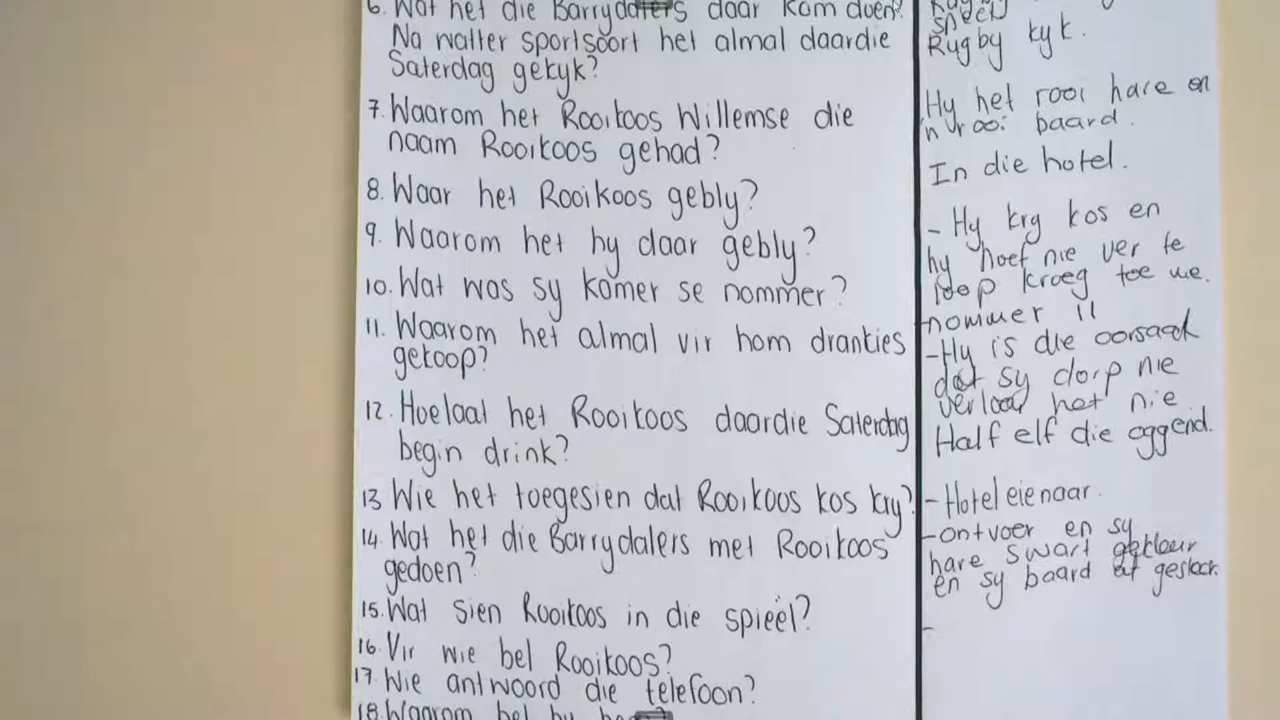 6. Wat het die Barrydalers daar kom doen?
Na watter sportsoort het almal daardie
Saterdag gekyk?
7. Waarom het Rooikoos Willemse die
naam Rooikoos gehad?
8. Waar het Rooikoos gebly?
9. Waarom het hy daar gebly?
10. Wat was sy kamer se nommer?
11. Waarom het almal vir hom drankies
gekoop?
12. Hoelaat het Rooikoos daardie Saterdag
begin drink?
13 Wie het toegesien dat Rooikoos kos kry?
14. Wat het die Barrydalers met Rooikoos
gedoen?
15. Wat sien Rooikoos in die spieël?
16. Vir wie bel Rooikoos?
17. Wie antwoord die telefoon?
18. Waarom bel hy
speel
Rugby kyk.
Hy het rooi hare en
'n rooi baard.
In die hotel.
- Hy kry kos en
hy hoef nie ver te
loop kroeg toe nie.
-nommer 11
-Hy is die oorsaak
dat sy dorp nie
verloor het nie
Half elf die oggend.
- Hotel eienaar.
-ontvoer en sy
hare swart gekleur
en sy baard af geskeer.
-